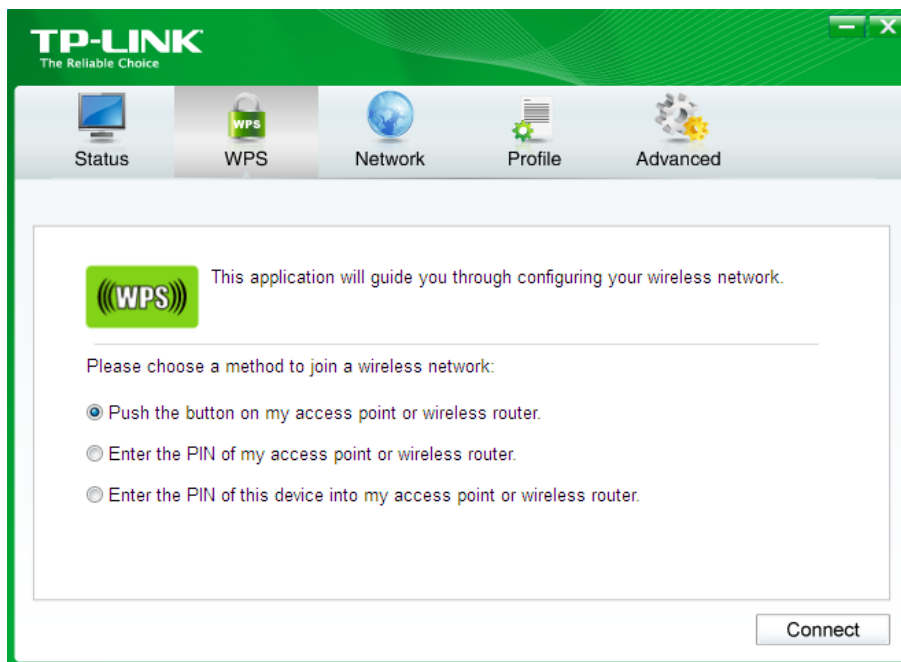 TP-LINK
The Reliable Choice
Status
WPS
WPS
Network
Profile
Advanced
WPS
This application will guide you through configuring your wireless network.
Please choose a method to join a wireless network:
Push the button on my access point or wireless router.
Enter the PIN of my access point or wireless router.
Enter the PIN of this device into my access point or wireless router.
Connect